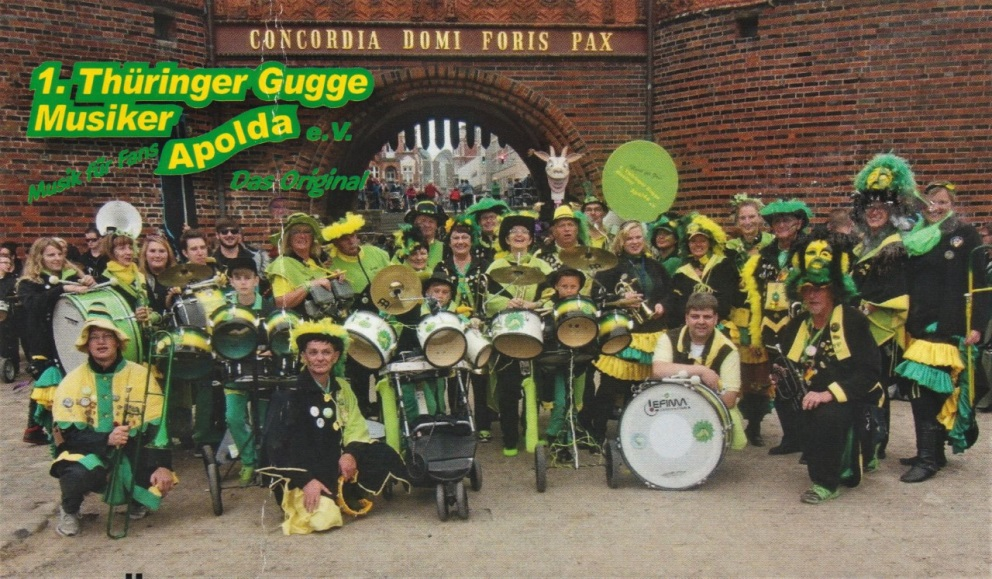 CONCORDIA DOMI FORIS PAX
1. Thüringer Gugge
Musiker
Apolda e.V.
Musik für Fans
Das Original
LEFIMA